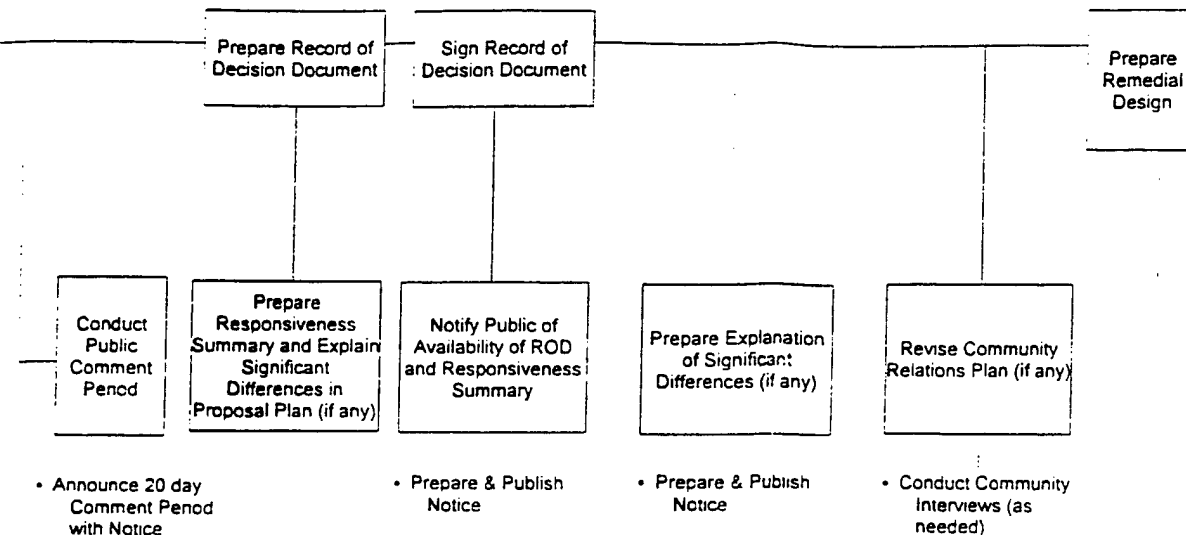 Prepare Record of
Decision Document
Sign Record of
Decision Document
Prepare
Remedial
Design
Conduct
Public
Comment
Period
Prepare
Responsiveness
Summary and Explain
Significant
Differences in
Proposal Plan (if any)
Notify Public of
Availability of ROD
and Responsiveness
Summary
Prepare Explanation
of Significant
Differences (if any)
Revise Community
Relations Plan (if any)
• Announce 20 day
Comment Period
with Notice
• Prepare & Publish
Notice
• Prepare & Publish
Notice
• Conduct Community
Interviews (as
needed)